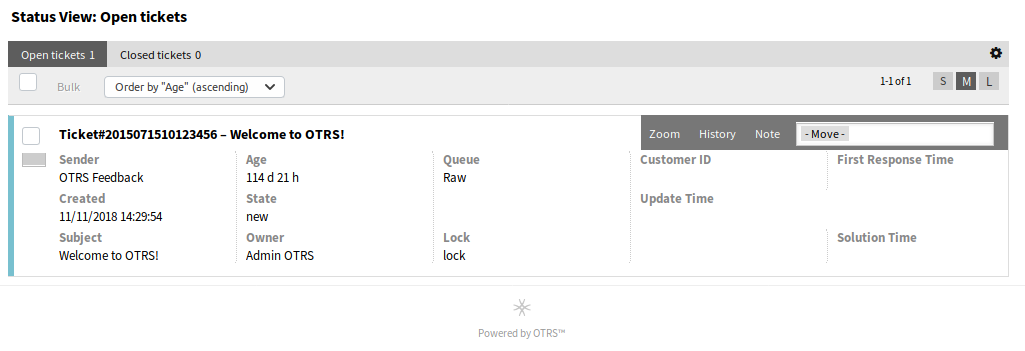 Status View: Open tickets
Open tickets 1 Closed tickets 0
Bulk Order by "Age" (ascending) 1-1 of 1 S M L
Ticket#2015071510123456 – Welcome to OTRS! Zoom History Note - Move -
Sender Age Queue Customer ID First Response Time
OTRS Feedback 114 d 21 h Raw
Created State Update Time
11/11/2018 14:29:54 new
Subject Owner Lock Solution Time
Welcome to OTRS! Admin OTRS lock
Powered by OTRS™